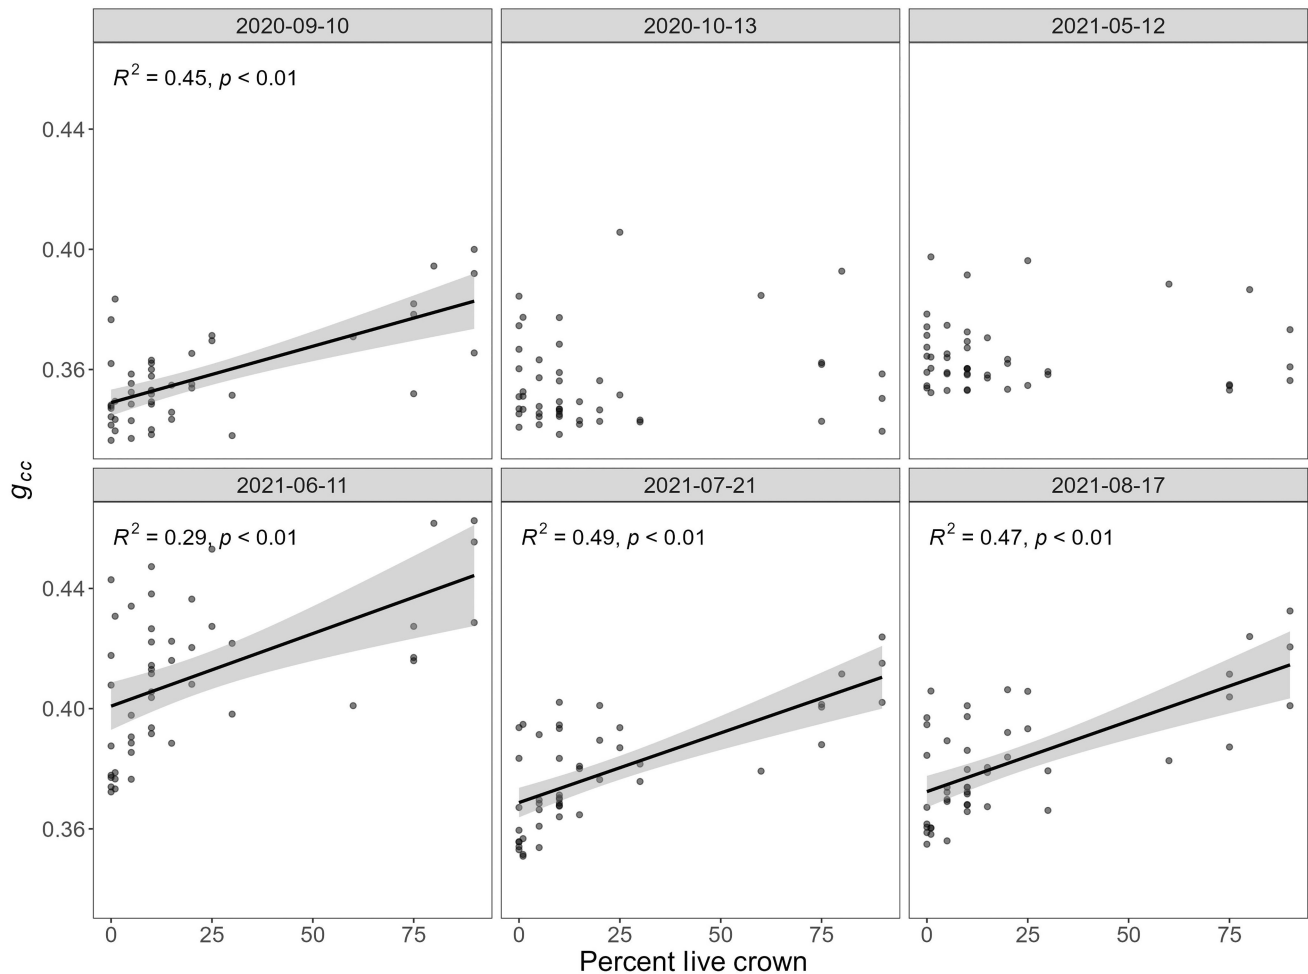 2020-09-10
2020-10-13
2021-05-12
R² = 0.45, p < 0.01
0.44
0.40
0.36
gcc
2021-06-11
2021-07-21
2021-08-17
R² = 0.29, p < 0.01
R² = 0.49, p < 0.01
R² = 0.47, p < 0.01
0.44
0.40
0.36
0 25 50 75
0 25 50 75
0 25 50 75
Percent live crown